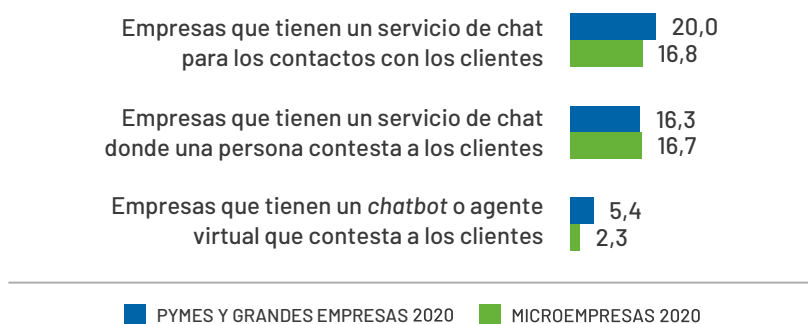 Empresas que tienen un servicio de chat
para los contactos con los clientes
20,0
16,8
Empresas que tienen un servicio de chat
donde una persona contesta a los clientes
16,3
16,7
Empresas que tienen un chatbot o agente
virtual que contesta a los clientes
5,4
2,3
PYMES Y GRANDES EMPRESAS 2020 MICROEMPRESAS 2020